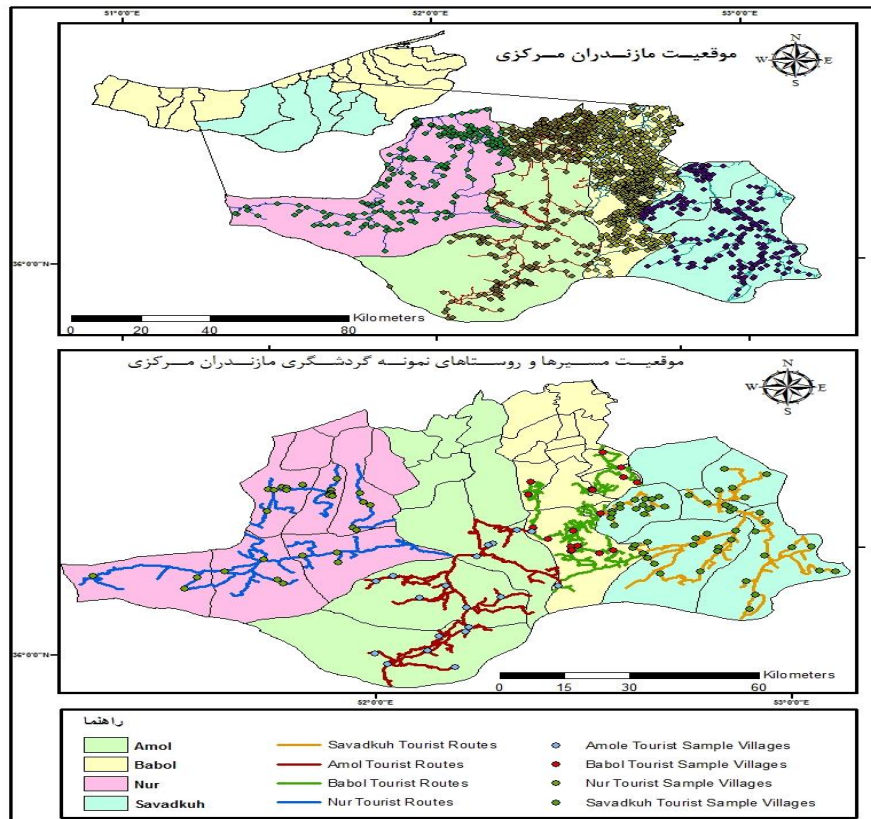 51°0'0"E 52°0'0"E 53°0'0"E
موقعیت مازندران مرکزی
N
W E
S
36°0'0"N
Kilometers
0 20 40 80
موقعیت مسیرها و روستاهای نمونه گردشگری مازندران مرکزی
N
W E
S
36°0'0"N
Kilometers
0 15 30 60
52°0'0"E 53°0'0"E
راهنما
Amol
Babol
Nur
Savadkuh
Savadkuh Tourist Routes
Amol Tourist Routes
Babol Tourist Routes
Nur Tourist Routes
Amole Tourist Sample Villages
Babol Tourist Sample Villages
Nur Tourist Sample Villages
Savadkuh Tourist Sample Villages